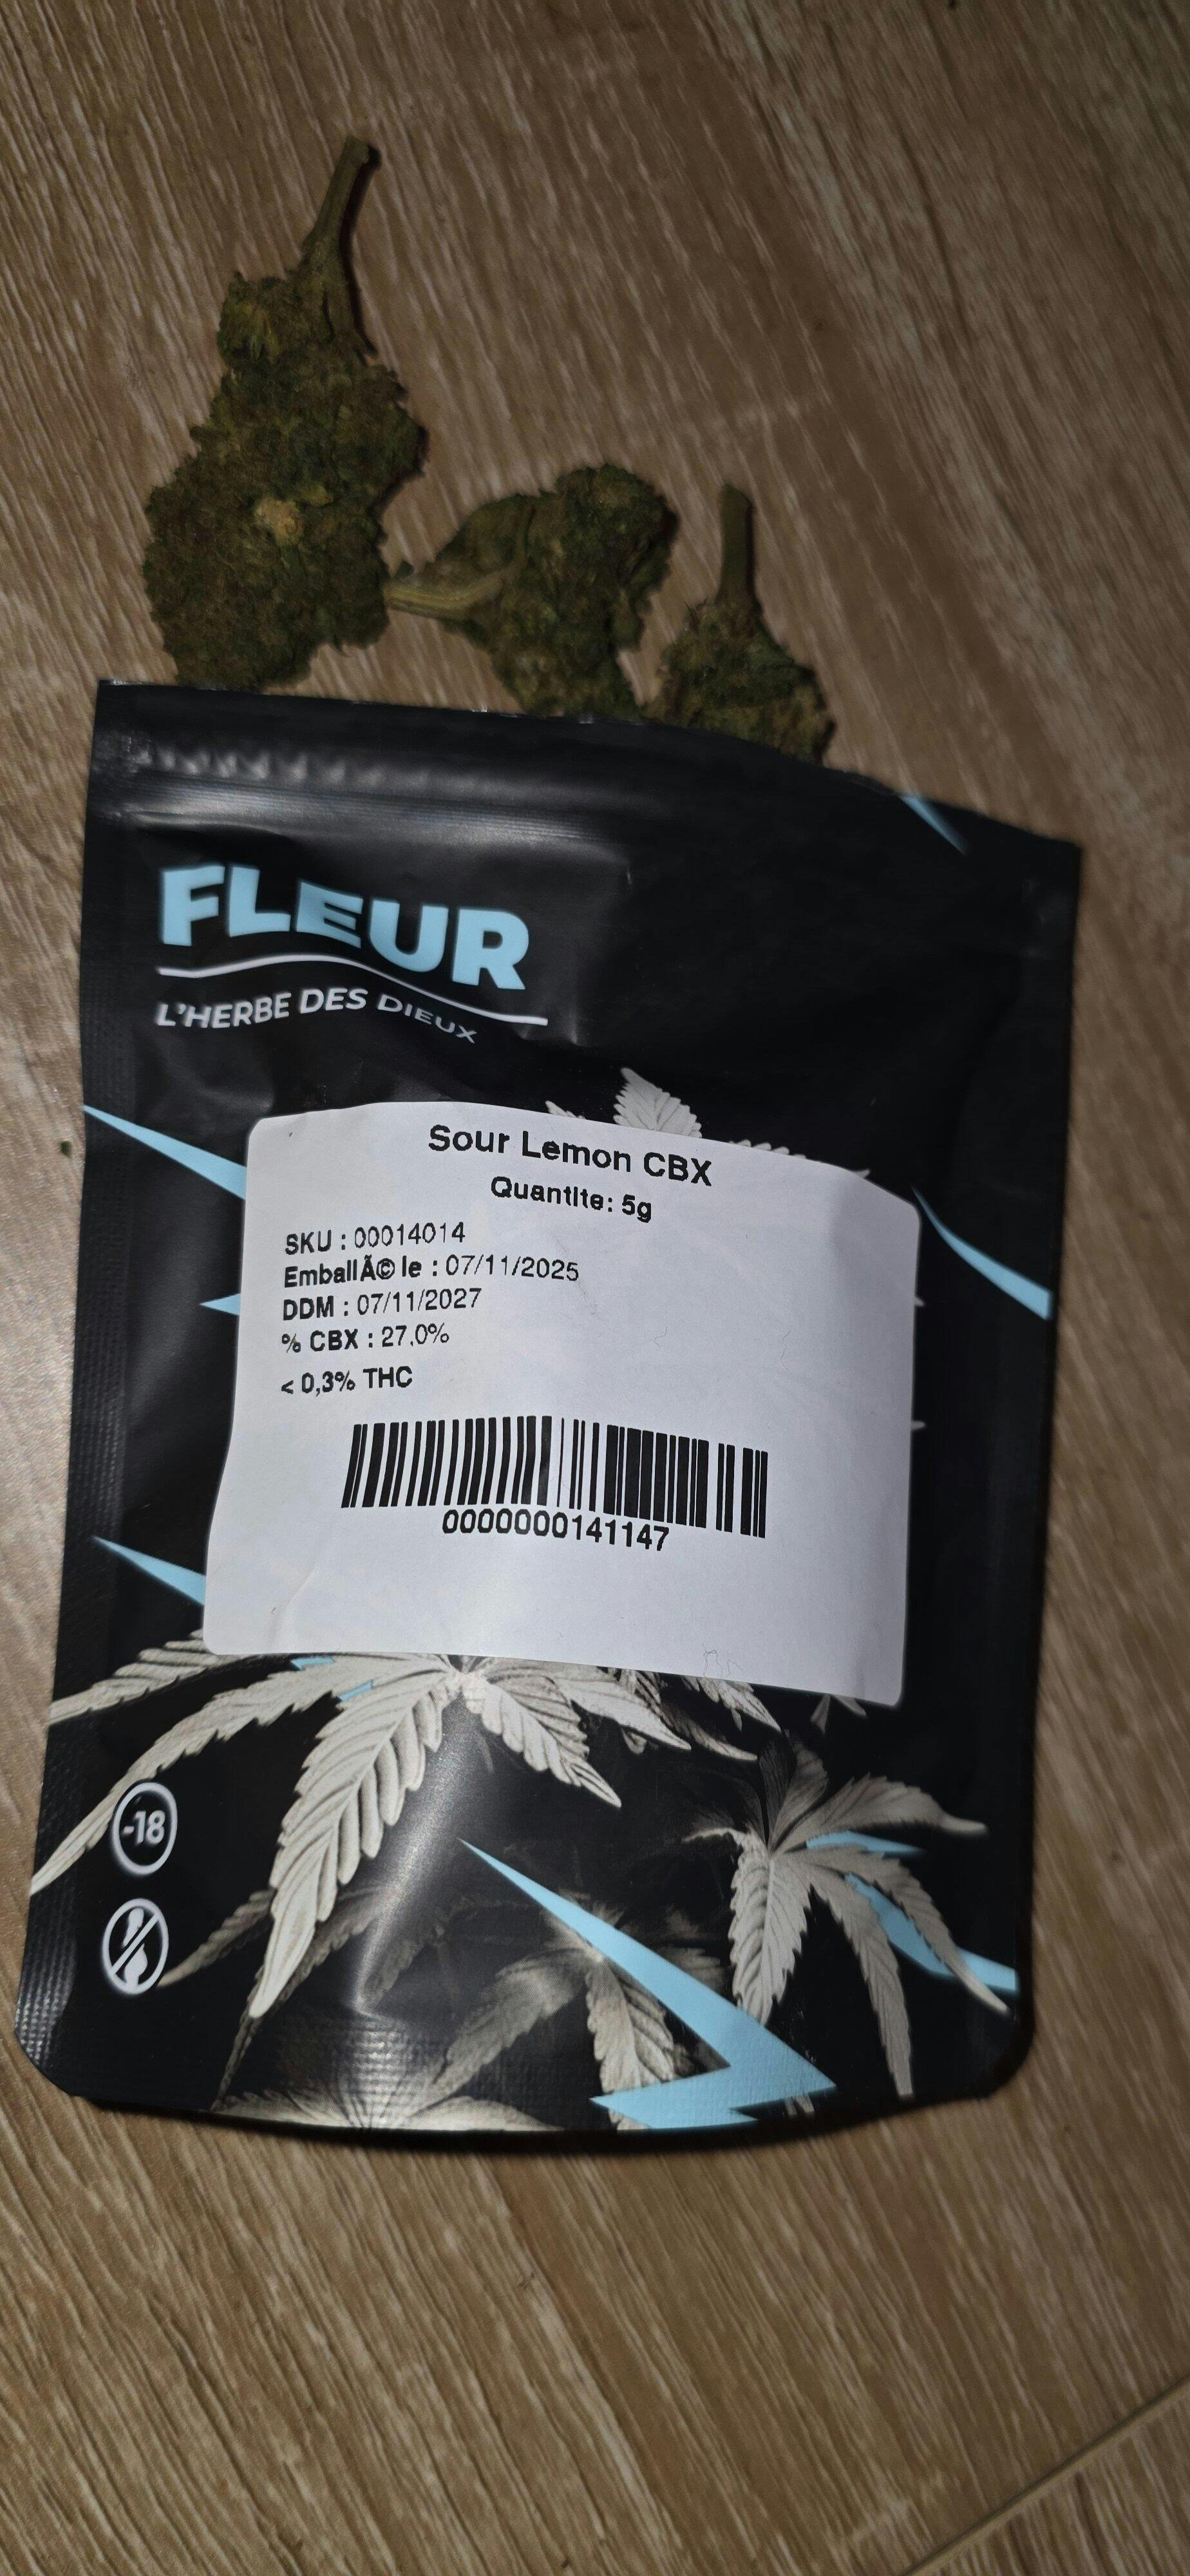 FLEUR
L'HERBE DES DIEUX
Sour Lemon CBX
Quantite: 5g
SKU : 00014014
EmballÃ© le : 07/11/2025
DDM : 07/11/2027
% CBX : 27.0%
< 0,3% THC
0000000141147
-18